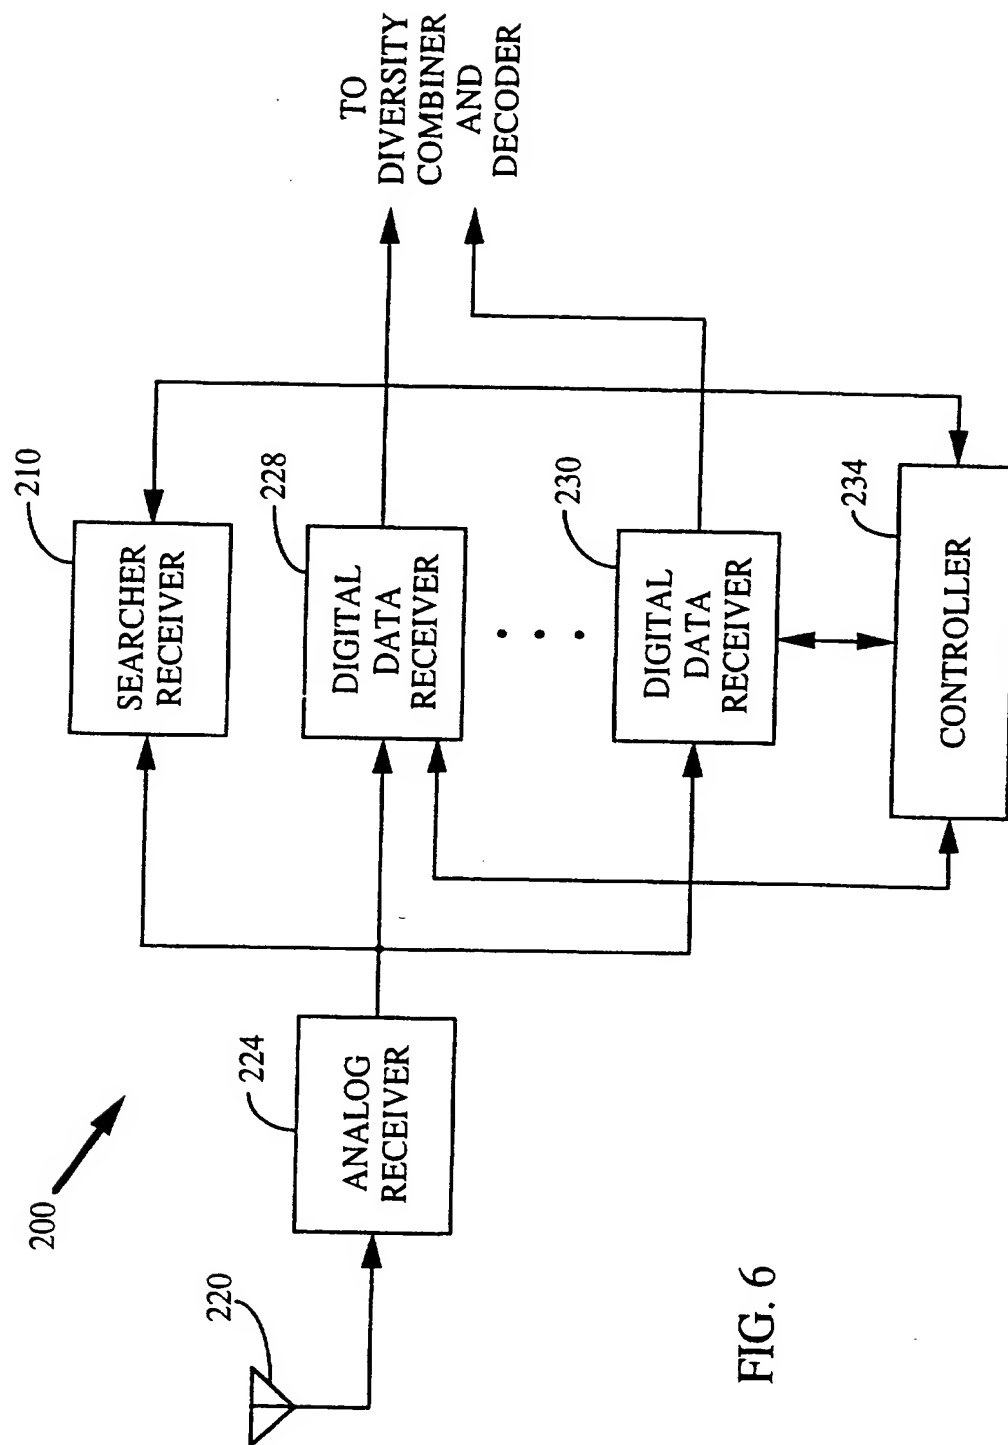 200
220
224
ANALOG
RECEIVER
210
SEARCHER
RECEIVER
228
DIGITAL
DATA
RECEIVER
230
DIGITAL
DATA
RECEIVER
234
CONTROLLER
TO
DIVERSITY
COMBINER
AND
DECODER
FIG. 6